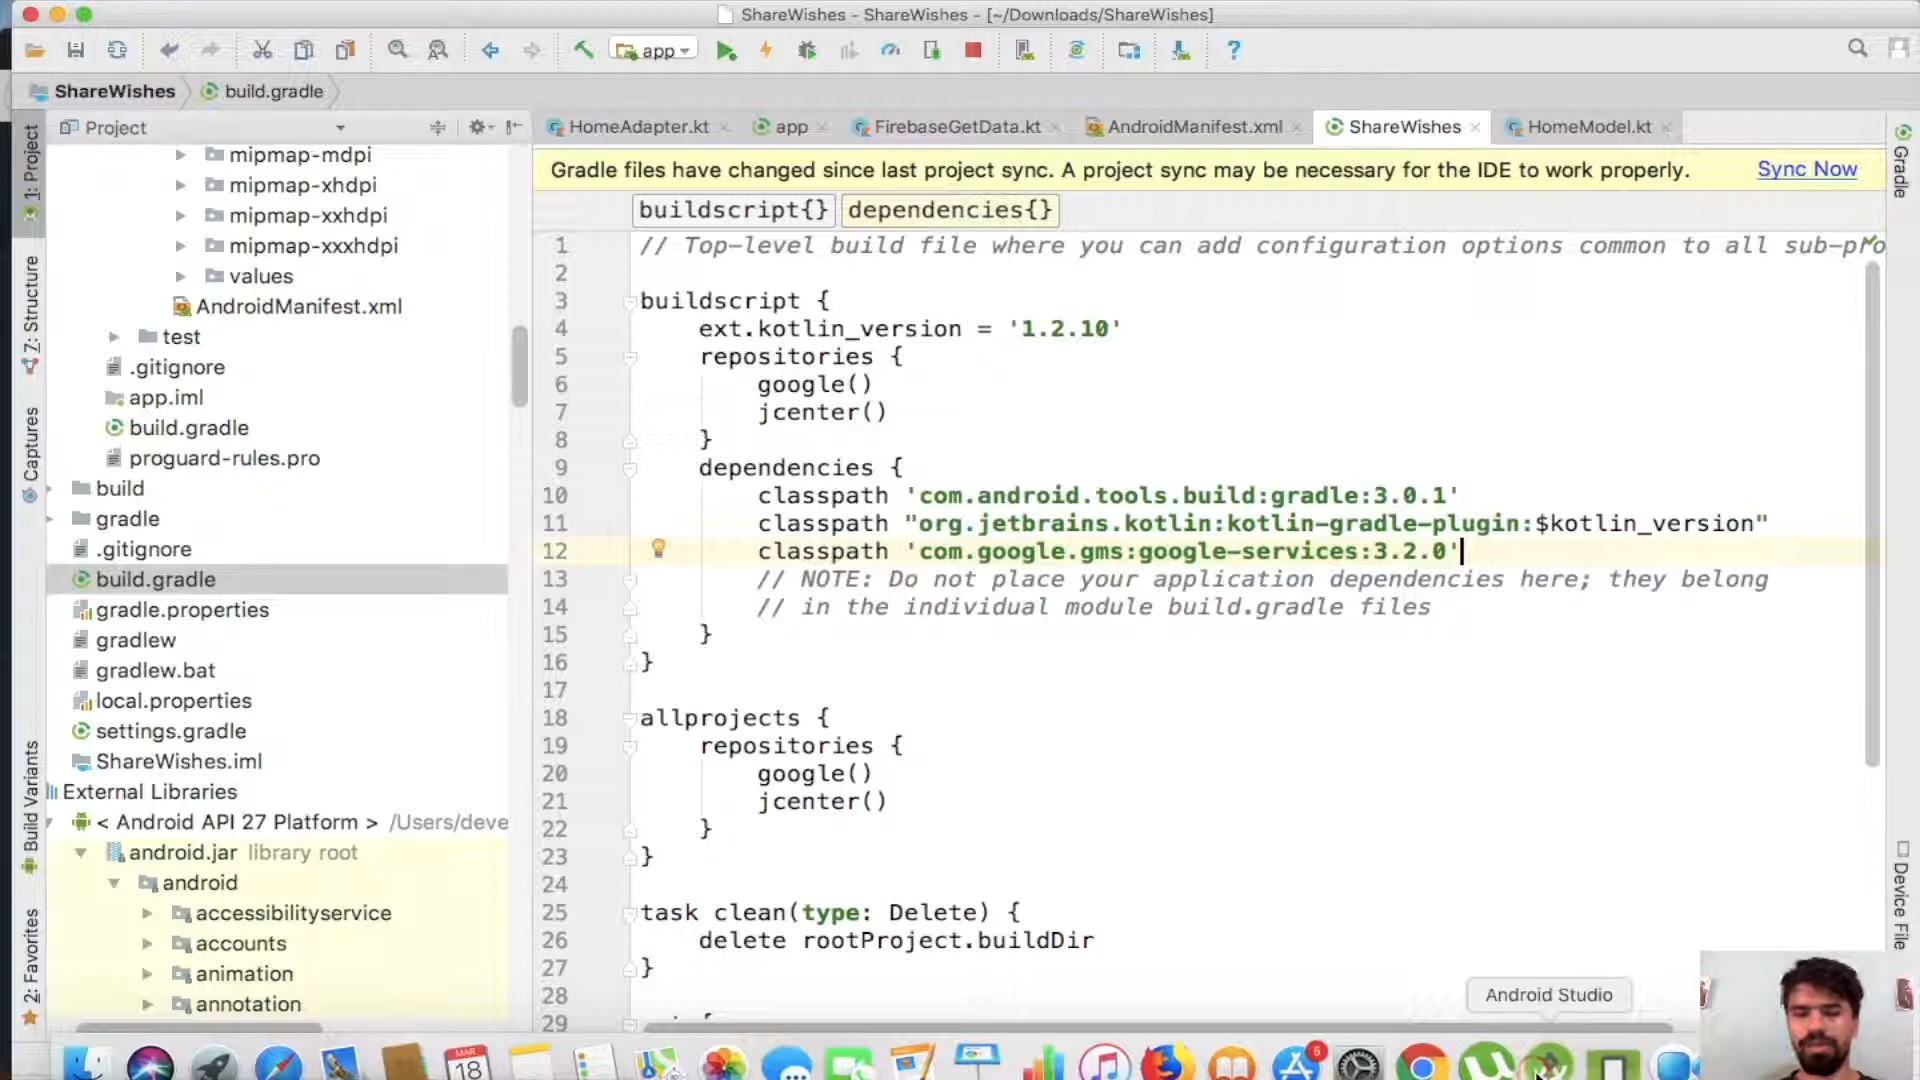 ShareWishes - ShareWishes - [~/Downloads/ShareWishes]
app
ShareWishes
build.gradle
Project
HomeAdapter.kt
app
FirebaseGetData.kt
AndroidManifest.xml
ShareWishes
HomeModel.kt
Gradle files have changed since last project sync. A project sync may be necessary for the IDE to work properly.
Sync Now
buildscript{}
dependencies{}
1: Project
Z: Structure
Captures
Build Variants
2: Favorites
mipmap-mdpi
mipmap-xhdpi
mipmap-xxhdpi
mipmap-xxxhdpi
values
AndroidManifest.xml
test
.gitignore
app.iml
build.gradle
proguard-rules.pro
build
gradle
.gitignore
build.gradle
gradle.properties
gradlew
gradlew.bat
local.properties
settings.gradle
ShareWishes.iml
External Libraries
< Android API 27 Platform > /Users/deve
android.jar library root
android
accessibilityservice
accounts
animation
annotation
1 // Top-level build file where you can add configuration options common to all sub-pro
2
3 buildscript {
4 ext.kotlin_version = '1.2.10'
5 repositories {
6 google()
7 jcenter()
8 }
9 dependencies {
10 classpath 'com.android.tools.build:gradle:3.0.1'
11 classpath "org.jetbrains.kotlin:kotlin-gradle-plugin:$kotlin_version"
12 classpath 'com.google.gms:google-services:3.2.0'
13 // NOTE: Do not place your application dependencies here; they belong
14 // in the individual module build.gradle files
15 }
16 }
17
18 allprojects {
19 repositories {
20 google()
21 jcenter()
22 }
23 }
24
25 task clean(type: Delete) {
26 delete rootProject.buildDir
27 }
28
29
Gradle
Device File
Android Studio
MAR
18
6